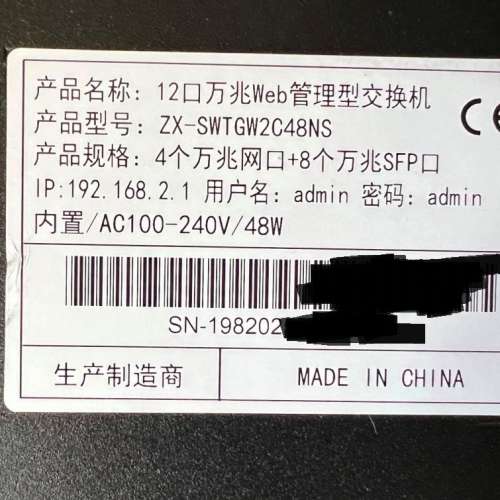 产品名称：12口万兆Web管理型交换机
产品型号：ZX-SWTGW2C48NS
产品规格：4个万兆网口+8个万兆SFP口
IP:192.168.2.1 用户名：admin 密码：admin
内置/AC100-240V/48W
CE
SN-198202
生产制造商 MADE IN CHINA